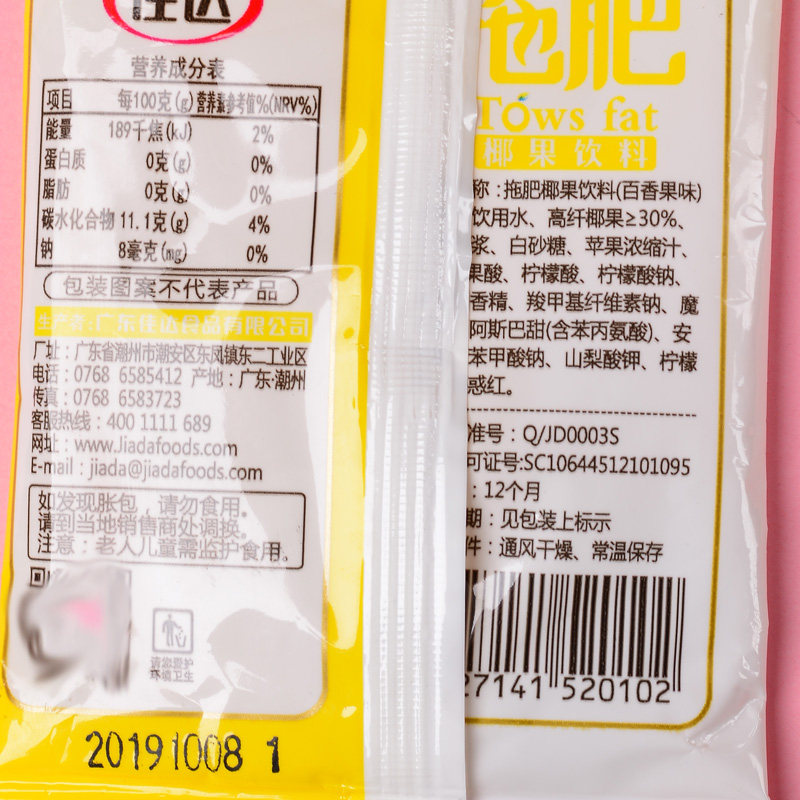 佳达
营养成分表
项目 每100克(g) 营养素参考值%(NRV%)
能量 189千焦(kJ) 2%
蛋白质 0克(g) 0%
脂肪 0克(g) 0%
碳水化合物 11.1克(g) 4%
钠 8毫克(mg) 0%
包装图案不代表产品
生产者:广东佳达食品有限公司
厂址:广东省潮州市潮安区东凤镇东二工业区
电话:0768 6585412 产地:广东·潮州
传真:0768 6583723
客服热线:400 1111 689
网址:www.Jiadafoods.com
E-mail:jiada@jiadafoods.com
如发现胀包,请勿食用。
请到当地销售商处调换。
注意:老人儿童需监护食用。
请您爱护
环境卫生
20191008 1
拖肥
Tows fat
椰果饮料
称:拖肥椰果饮料(百香果味)
饮用水、高纤椰果≥30%、
浆、白砂糖、苹果浓缩汁、
果酸、柠檬酸、柠檬酸钠、
香精、羧甲基纤维素钠、魔
阿斯巴甜(含苯丙氨酸)、安
苯甲酸钠、山梨酸钾、柠檬
惑红。
准号:Q/JD0003S
可证号:SC10644512101095
:12个月
期:见包装上标示
件:通风干燥、常温保存
27141 520102